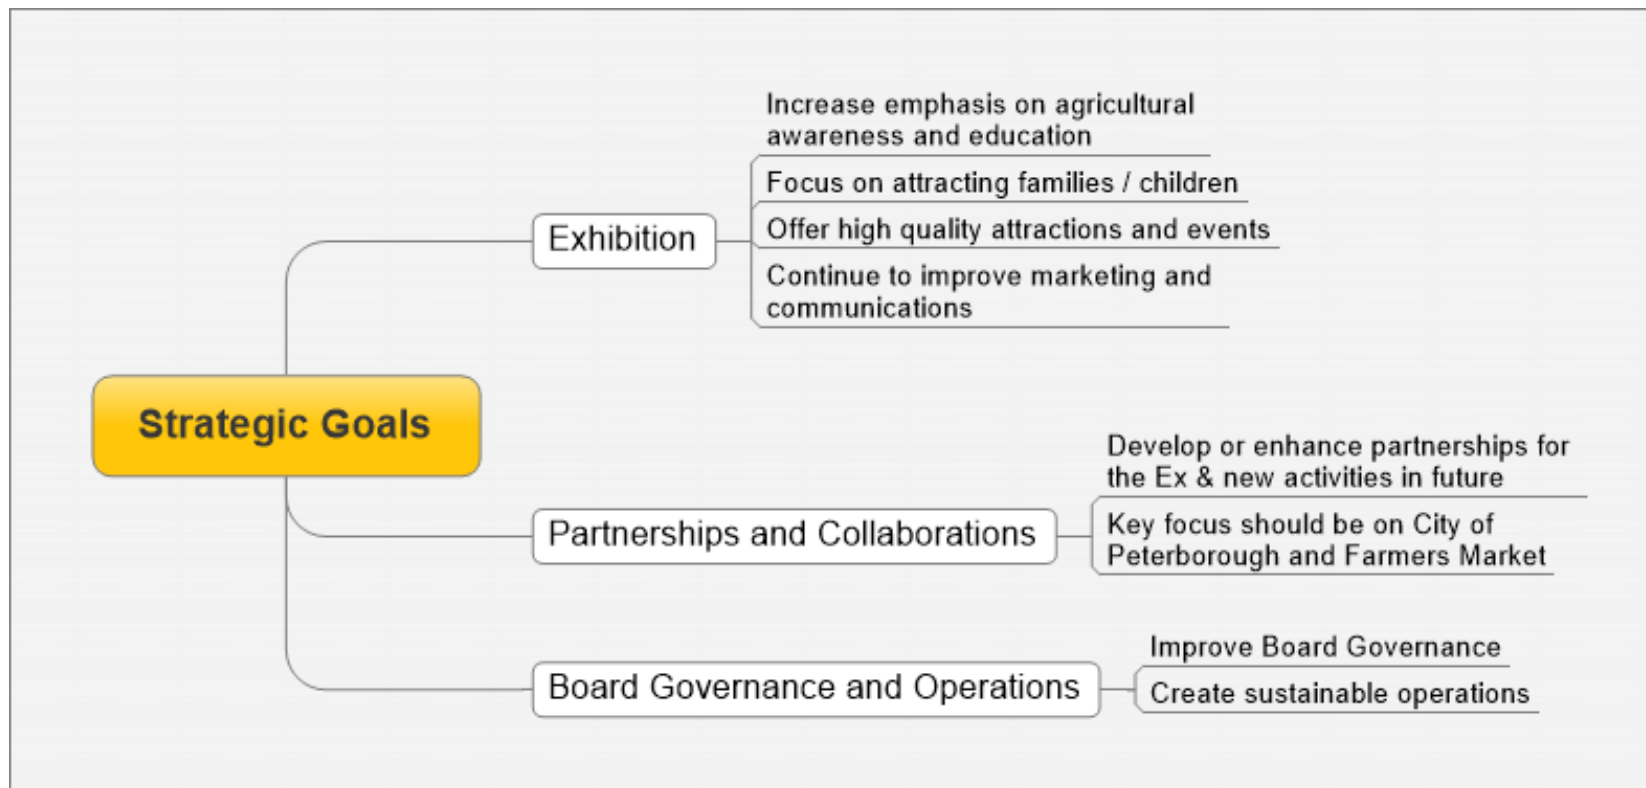 Strategic Goals
Exhibition
Increase emphasis on agricultural
awareness and education
Focus on attracting families / children
Offer high quality attractions and events
Continue to improve marketing and
communications
Partnerships and Collaborations
Develop or enhance partnerships for
the Ex & new activities in future
Key focus should be on City of
Peterborough and Farmers Market
Board Governance and Operations
Improve Board Governance
Create sustainable operations